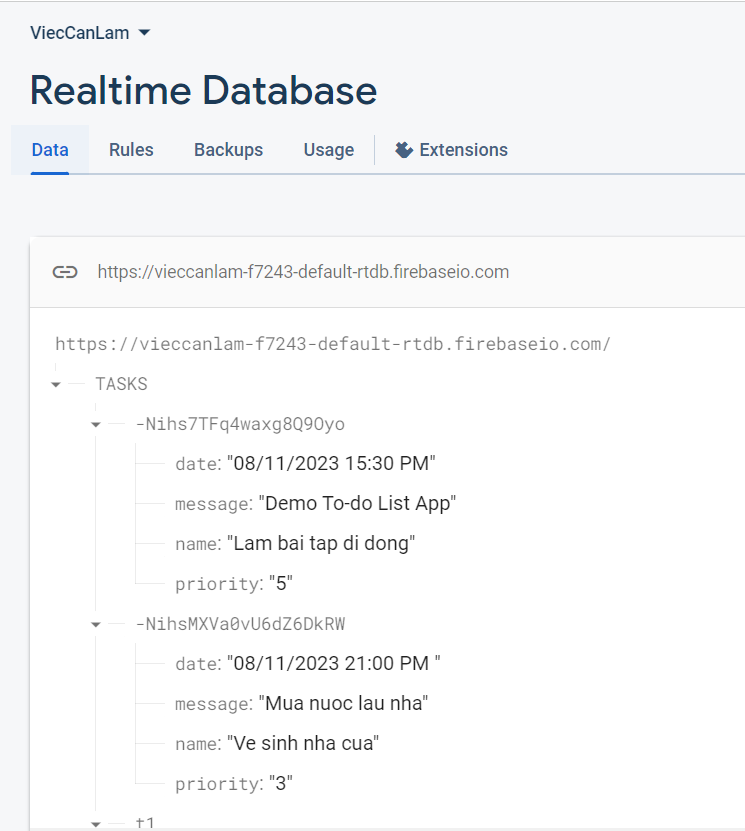 ViecCanLam
Realtime Database
Data Rules Backups Usage Extensions
https://vieccanlam-f7243-default-rtdb.firebaseio.com
https://vieccanlam-f7243-default-rtdb.firebaseio.com/
TASKS
-Nihs7TFq4waxg8Q9Oyo
date: "08/11/2023 15:30 PM"
message: "Demo To-do List App"
name: "Lam bai tap di dong"
priority: "5"
-NihsMXVa0vU6dZ6DkRW
date: "08/11/2023 21:00 PM "
message: "Mua nuoc lau nha"
name: "Ve sinh nha cua"
priority: "3"
t1